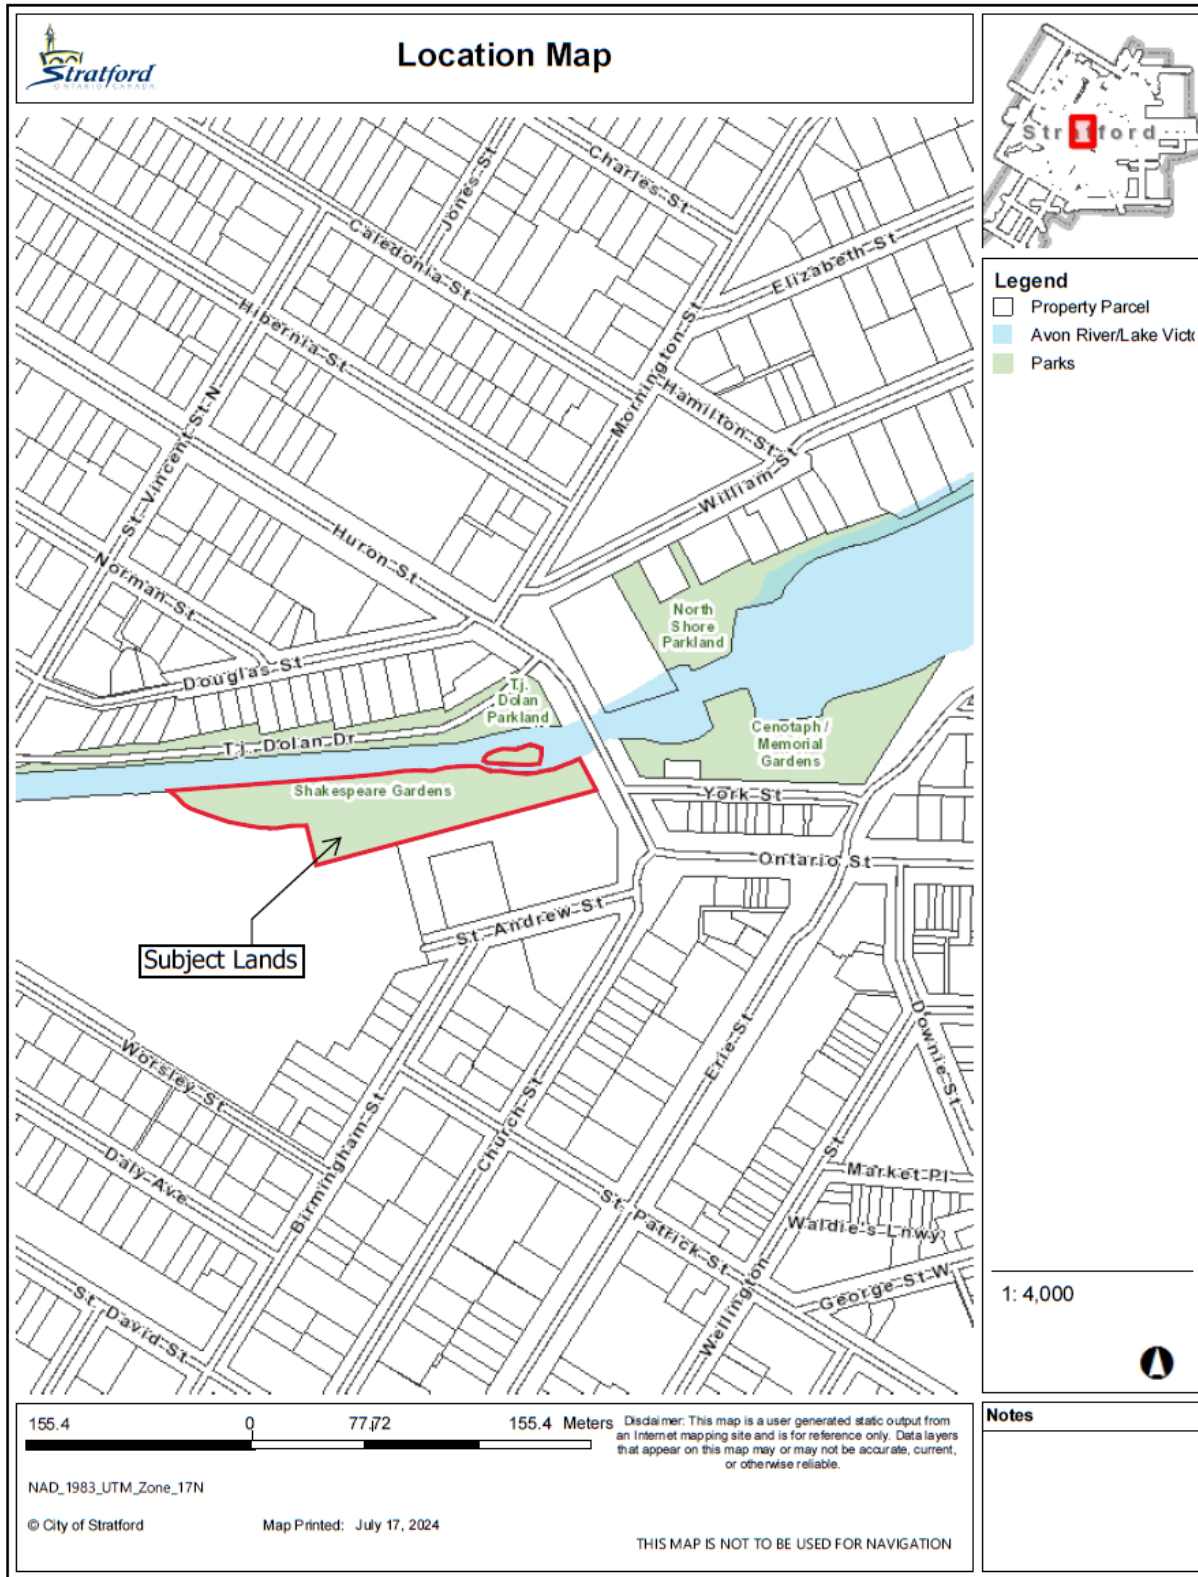 Stratford
ONTARIO CANADA
Location Map
Stratford
Legend
Property Parcel
Avon River/Lake Victo
Parks
Charles St
Jones St
Caledonia St
Elizabeth St
Hibernia St
Mornington St
Hamilton St
St. Vincent St N
William St
Huron St
Norman St
North
Shore
Parkland
Douglas St
Tj.
Dolan
Parkland
Tj. Dolan Dr
Cenotaph /
Memorial
Gardens
Shakespeare Gardens
York St
Ontario St
St. Andrew St
Subject Lands
Downie St
Erie St
Worsley St
Church St
Birmingham St
Daly Ave
St. Patrick St
Market Pl
Waldie's Lnwy
George St W
Wellington St
St. David St
1: 4,000
155.4 0 77.72 155.4 Meters
Disclaimer: This map is a user generated static output from
an Internet mapping site and is for reference only. Data layers
that appear on this map may or may not be accurate, current,
or otherwise reliable.
NAD_1983_UTM_Zone_17N
© City of Stratford Map Printed: July 17, 2024
THIS MAP IS NOT TO BE USED FOR NAVIGATION
Notes